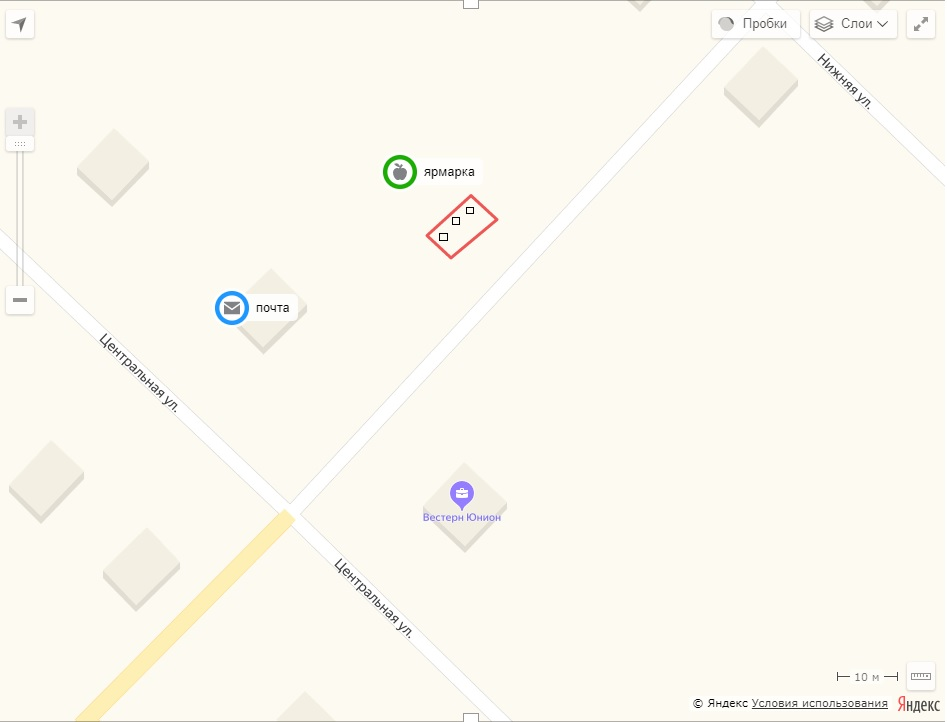 Пробки
Слои
Нижняя ул.
ярмарка
почта
Центральная ул.
Вестерн Юнион
Центральная ул.
10 м
© Яндекс Условия использования
Яндекс